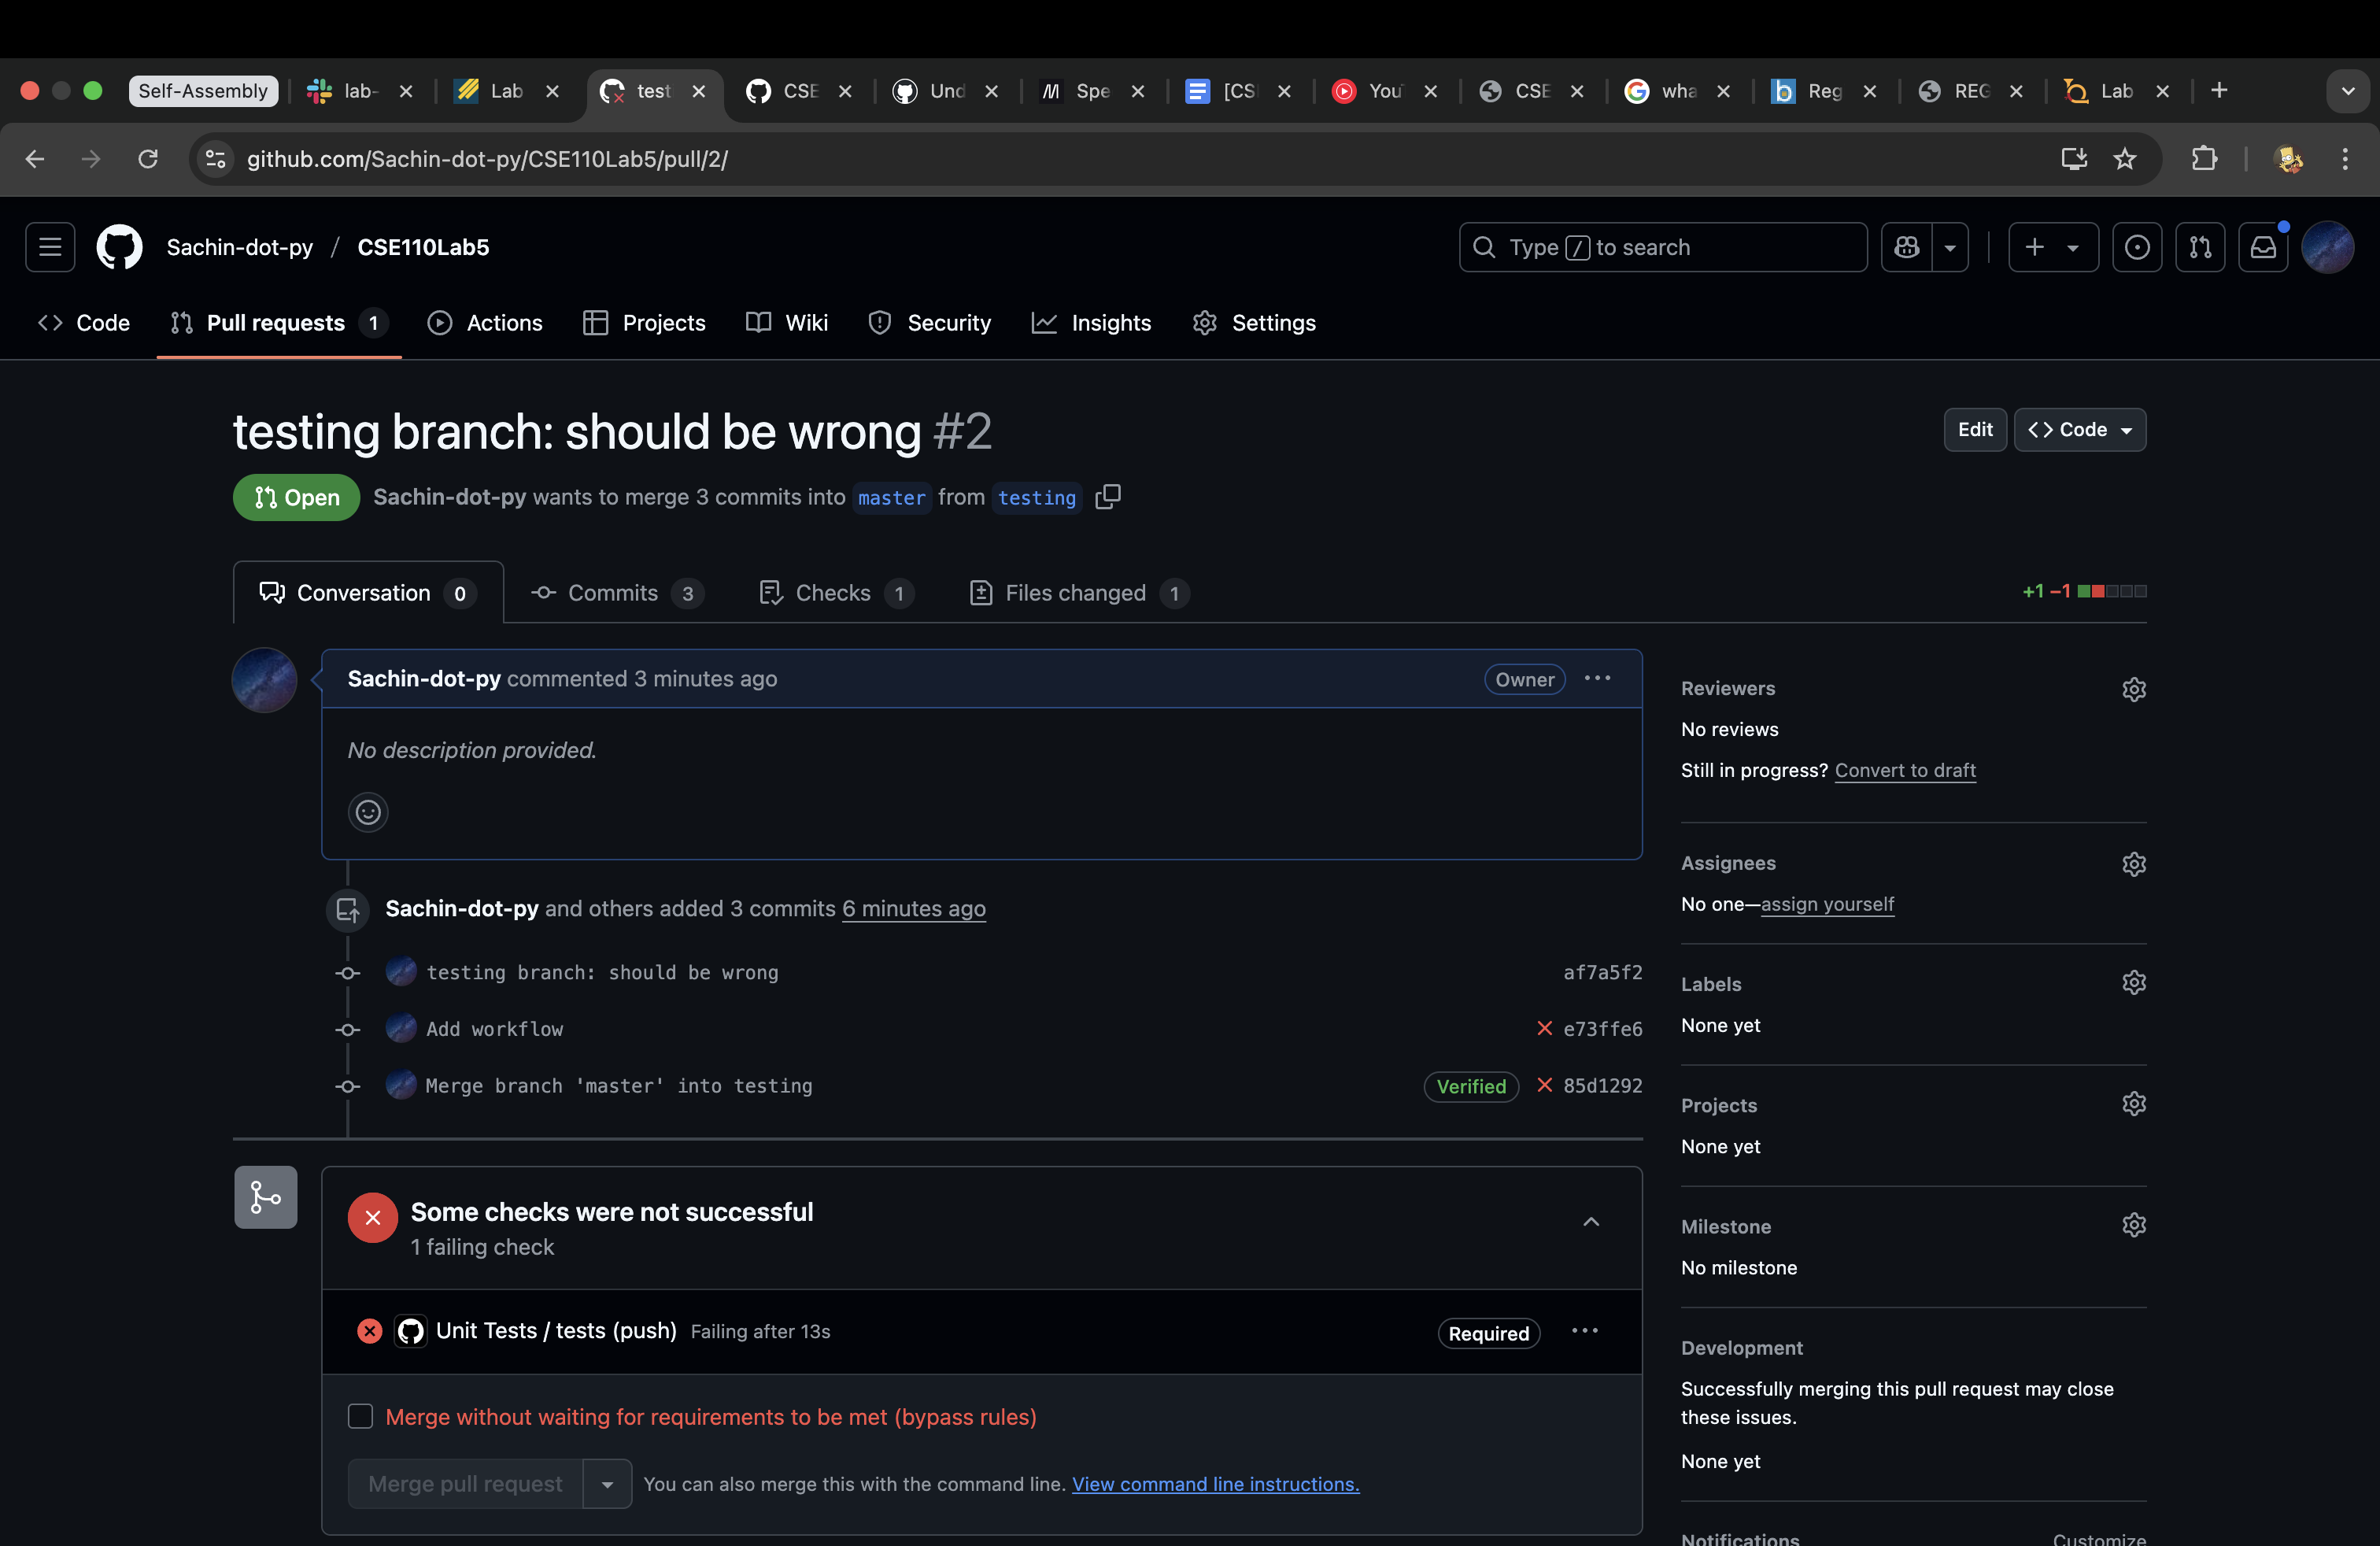 Self-Assembly
lab-
Lab
test
CSE
Und
Spe
[CS
You
CSE
wha
Reg
REG
Lab
github.com/Sachin-dot-py/CSE110Lab5/pull/2/
Sachin-dot-py / CSE110Lab5
Type / to search
Code
Pull requests 1
Actions
Projects
Wiki
Security
Insights
Settings
testing branch: should be wrong #2
Edit
<> Code
Open
Sachin-dot-py wants to merge 3 commits into master from testing
Conversation 0
Commits 3
Checks 1
Files changed 1
+1 −1
Sachin-dot-py commented 3 minutes ago
Owner
No description provided.
Sachin-dot-py and others added 3 commits 6 minutes ago
testing branch: should be wrong
af7a5f2
Add workflow
e73ffe6
Merge branch 'master' into testing
Verified
85d1292
Some checks were not successful
1 failing check
Unit Tests / tests (push) Failing after 13s
Required
Merge without waiting for requirements to be met (bypass rules)
Merge pull request
You can also merge this with the command line. View command line instructions.
Reviewers
No reviews
Still in progress? Convert to draft
Assignees
No one—assign yourself
Labels
None yet
Projects
None yet
Milestone
No milestone
Development
Successfully merging this pull request may close
these issues.
None yet
Notifications
Customize